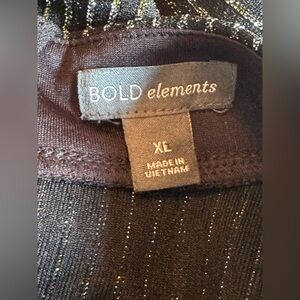 BOLD elements
XL
MADE IN
VIETNAM